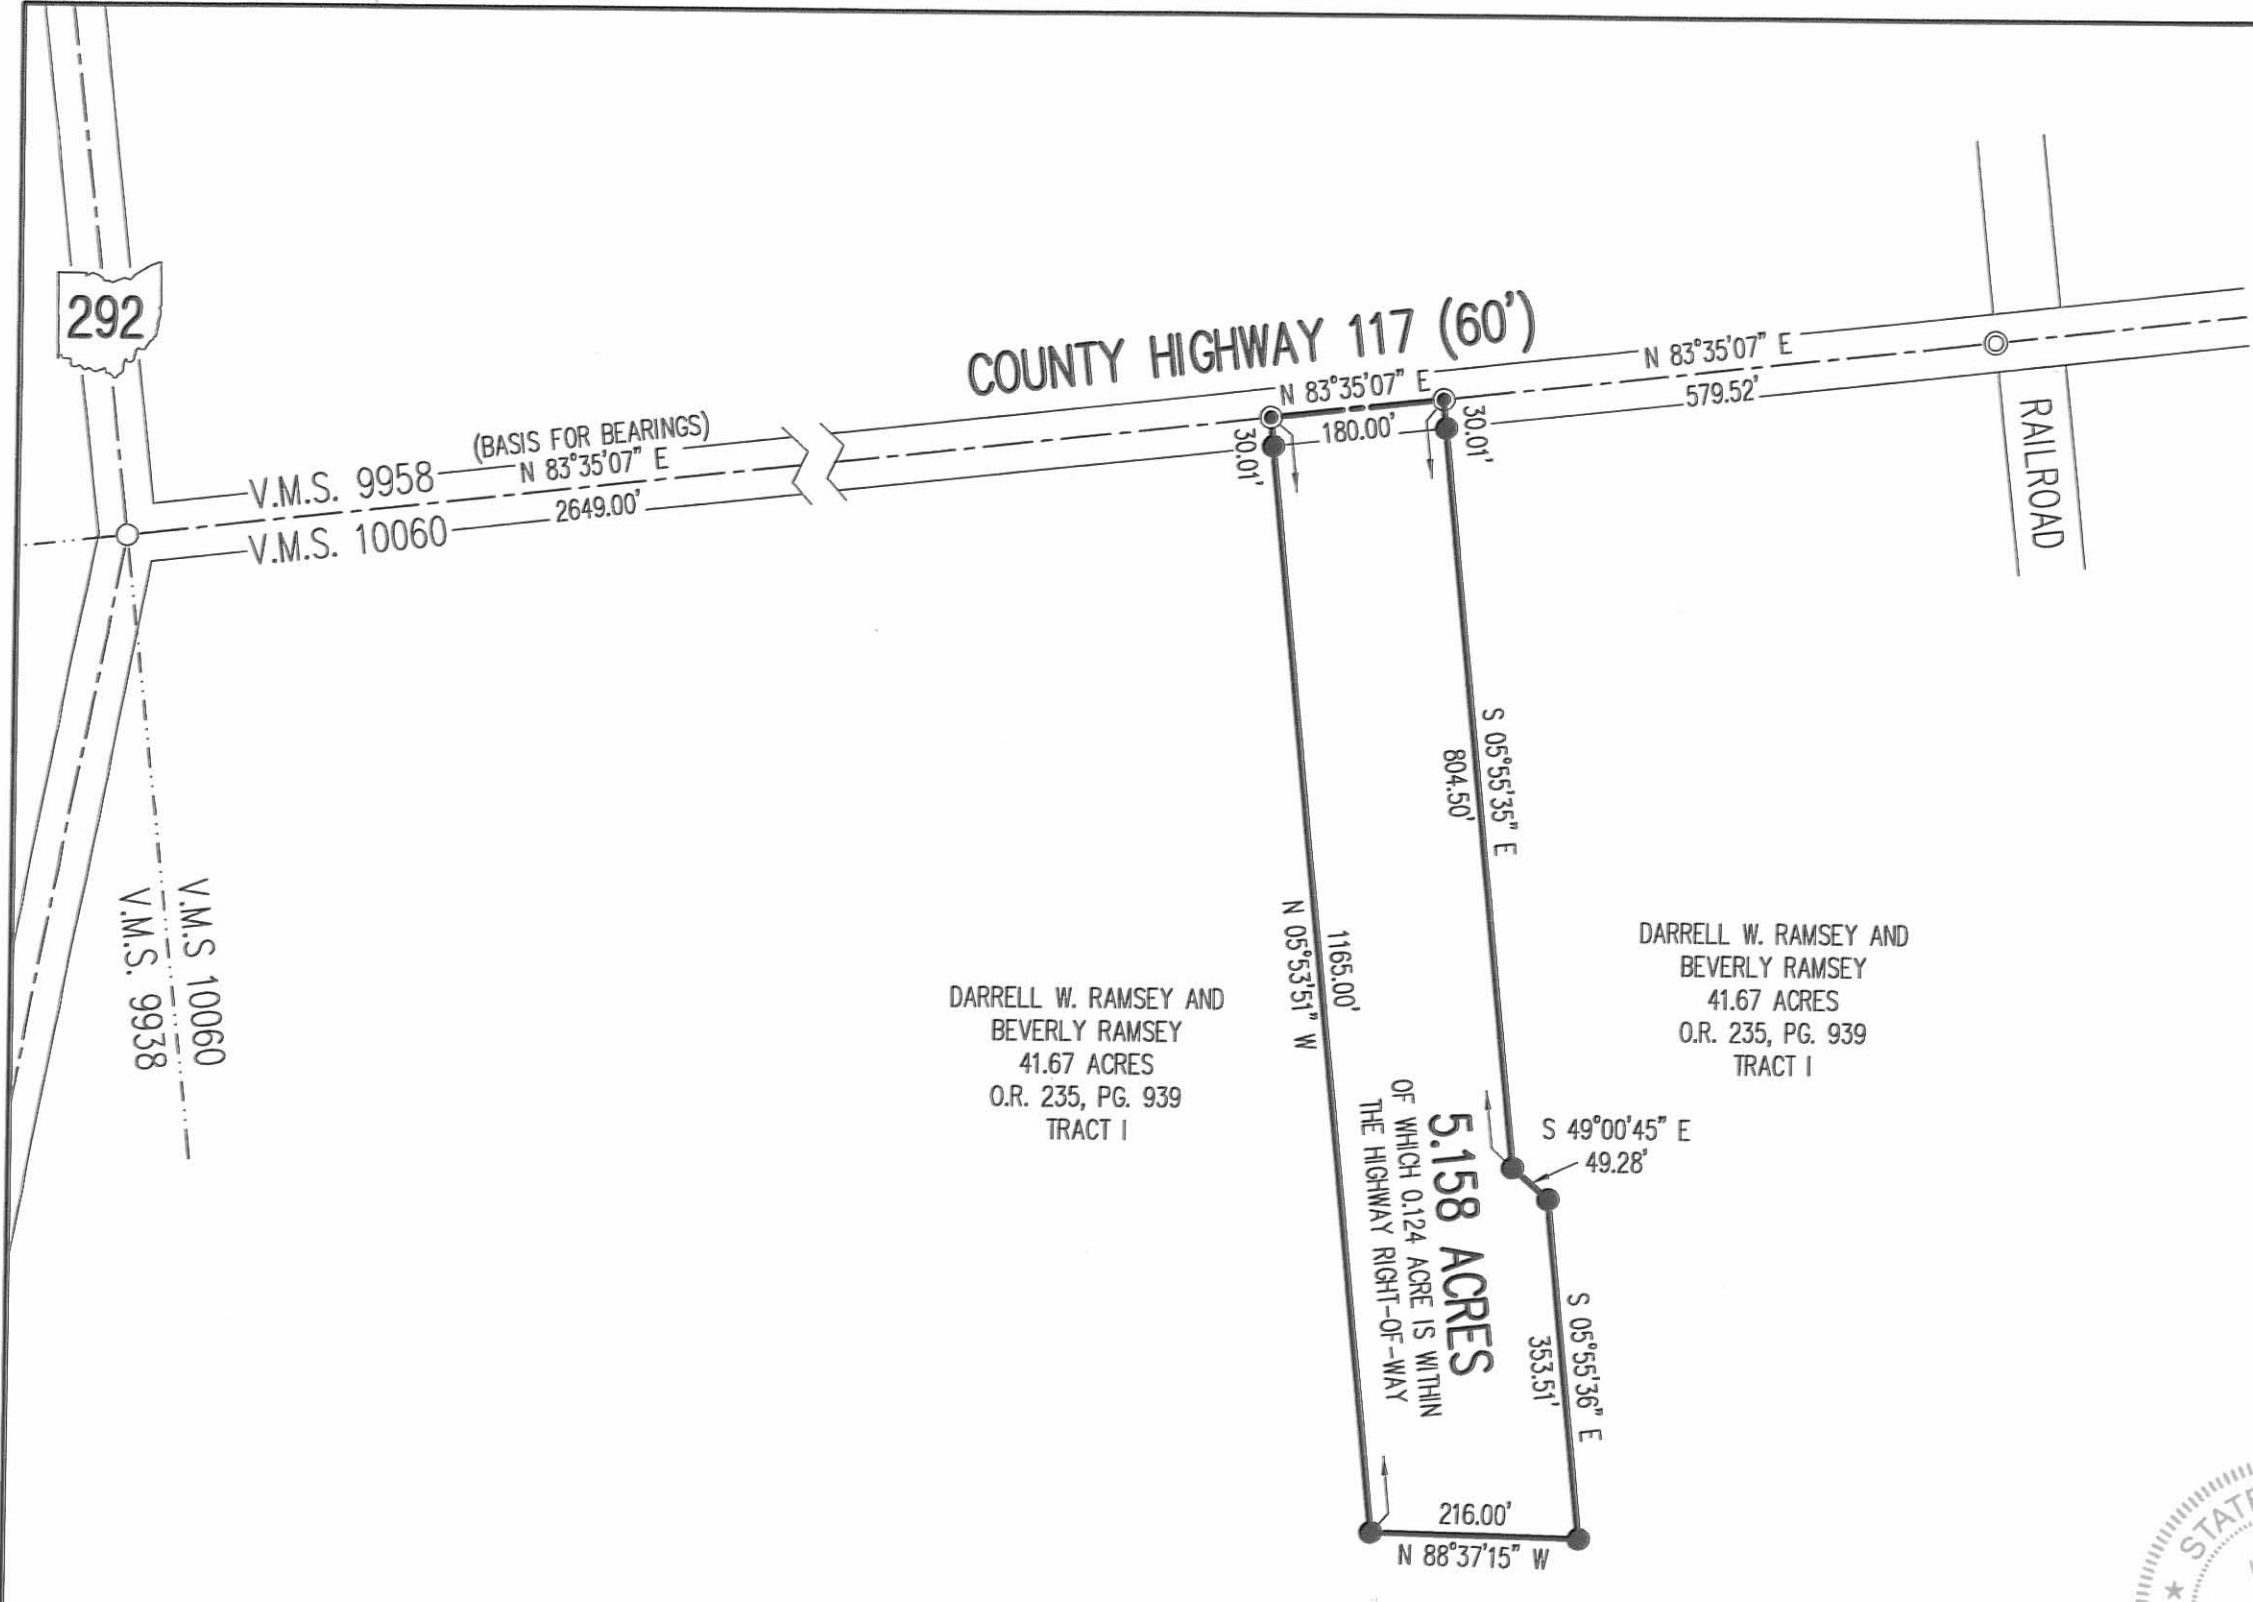 292
COUNTY HIGHWAY 117 (60')
N 83°35'07" E
579.52'
RAILROAD
N 83°35'07" E
180.00'
30.01'
30.01'
(BASIS FOR BEARINGS)
N 83°35'07" E
2649.00'
V.M.S. 9958
V.M.S. 10060
V.M.S 10060
V.M.S. 9938
S 05°55'35" E
804.50'
1165.00'
N 05°53'51" W
DARRELL W. RAMSEY AND
BEVERLY RAMSEY
41.67 ACRES
O.R. 235, PG. 939
TRACT I
DARRELL W. RAMSEY AND
BEVERLY RAMSEY
41.67 ACRES
O.R. 235, PG. 939
TRACT I
S 49°00'45" E
49.28'
5.158 ACRES
OF WHICH 0.124 ACRE IS WITHIN
THE HIGHWAY RIGHT-OF-WAY
S 05°55'36" E
353.51'
216.00'
N 88°37'15" W